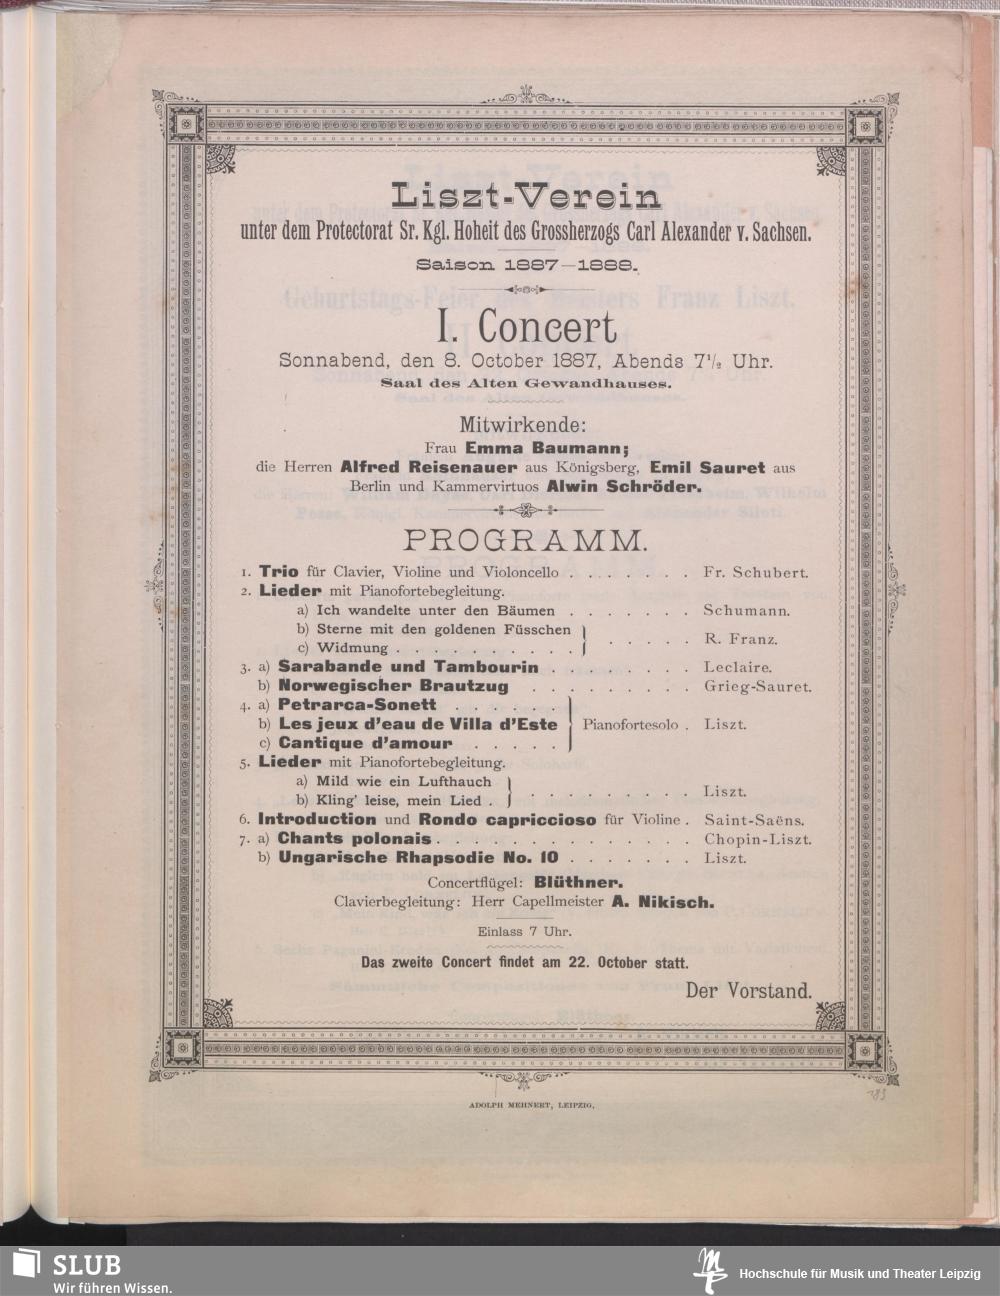 Liszt-Verein
unter dem Protectorat Sr. Kgl. Hoheit des Grossherzogs Carl Alexander v. Sachsen.
Saison 1887—1888.
I. Concert
Sonnabend, den 8. October 1887, Abends 7½ Uhr.
Saal des Alten Gewandhauses.
Mitwirkende:
Frau Emma Baumann;
die Herren Alfred Reisenauer aus Königsberg, Emil Sauret aus
Berlin und Kammervirtuos Alwin Schröder.
PROGRAMM.
1. Trio für Clavier, Violine und Violoncello . . . . . . . Fr. Schubert.
2. Lieder mit Pianofortebegleitung.
a) Ich wandelte unter den Bäumen . . . . . . . Schumann.
b) Sterne mit den goldenen Füsschen
c) Widmung . . . . . . . . . . } . . . . . R. Franz.
3. a) Sarabande und Tambourin . . . . . . . . Leclaire.
b) Norwegischer Brautzug . . . . . . . . . Grieg-Sauret.
4. a) Petrarca-Sonett . . . . . . .
b) Les jeux d'eau de Villa d'Este } Pianofortesolo . Liszt.
c) Cantique d'amour . . . . .
5. Lieder mit Pianofortebegleitung.
a) Mild wie ein Lufthauch
b) Kling' leise, mein Lied . } . . . . . . . . . Liszt.
6. Introduction und Rondo capriccioso für Violine . Saint-Saëns.
7. a) Chants polonais . . . . . . . . . . . . . . Chopin-Liszt.
b) Ungarische Rhapsodie No. 10 . . . . . . . Liszt.
Concertflügel: Blüthner.
Clavierbegleitung: Herr Capellmeister A. Nikisch.
Einlass 7 Uhr.
Das zweite Concert findet am 22. October statt.
Der Vorstand.
ADOLPH MEHNERT, LEIPZIG.
SLUB
Wir führen Wissen.
Hochschule für Musik und Theater Leipzig